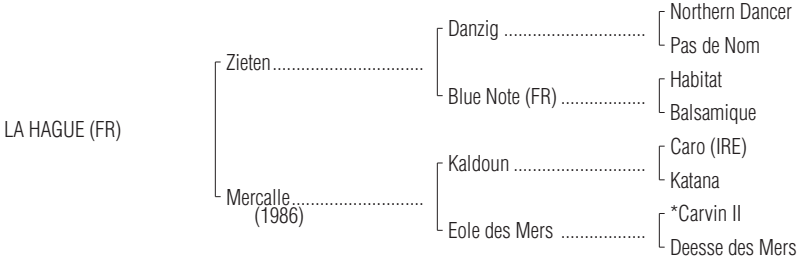 Northern Dancer
Danzig ..............................
Pas de Nom
Zieten................................
Habitat
Blue Note (FR) ..................
Balsamique
LA HAGUE (FR)
Caro (IRE)
Kaldoun ............................
Katana
Mercalle............................
(1986)
*Carvin II
Eole des Mers ..................
Deesse des Mers